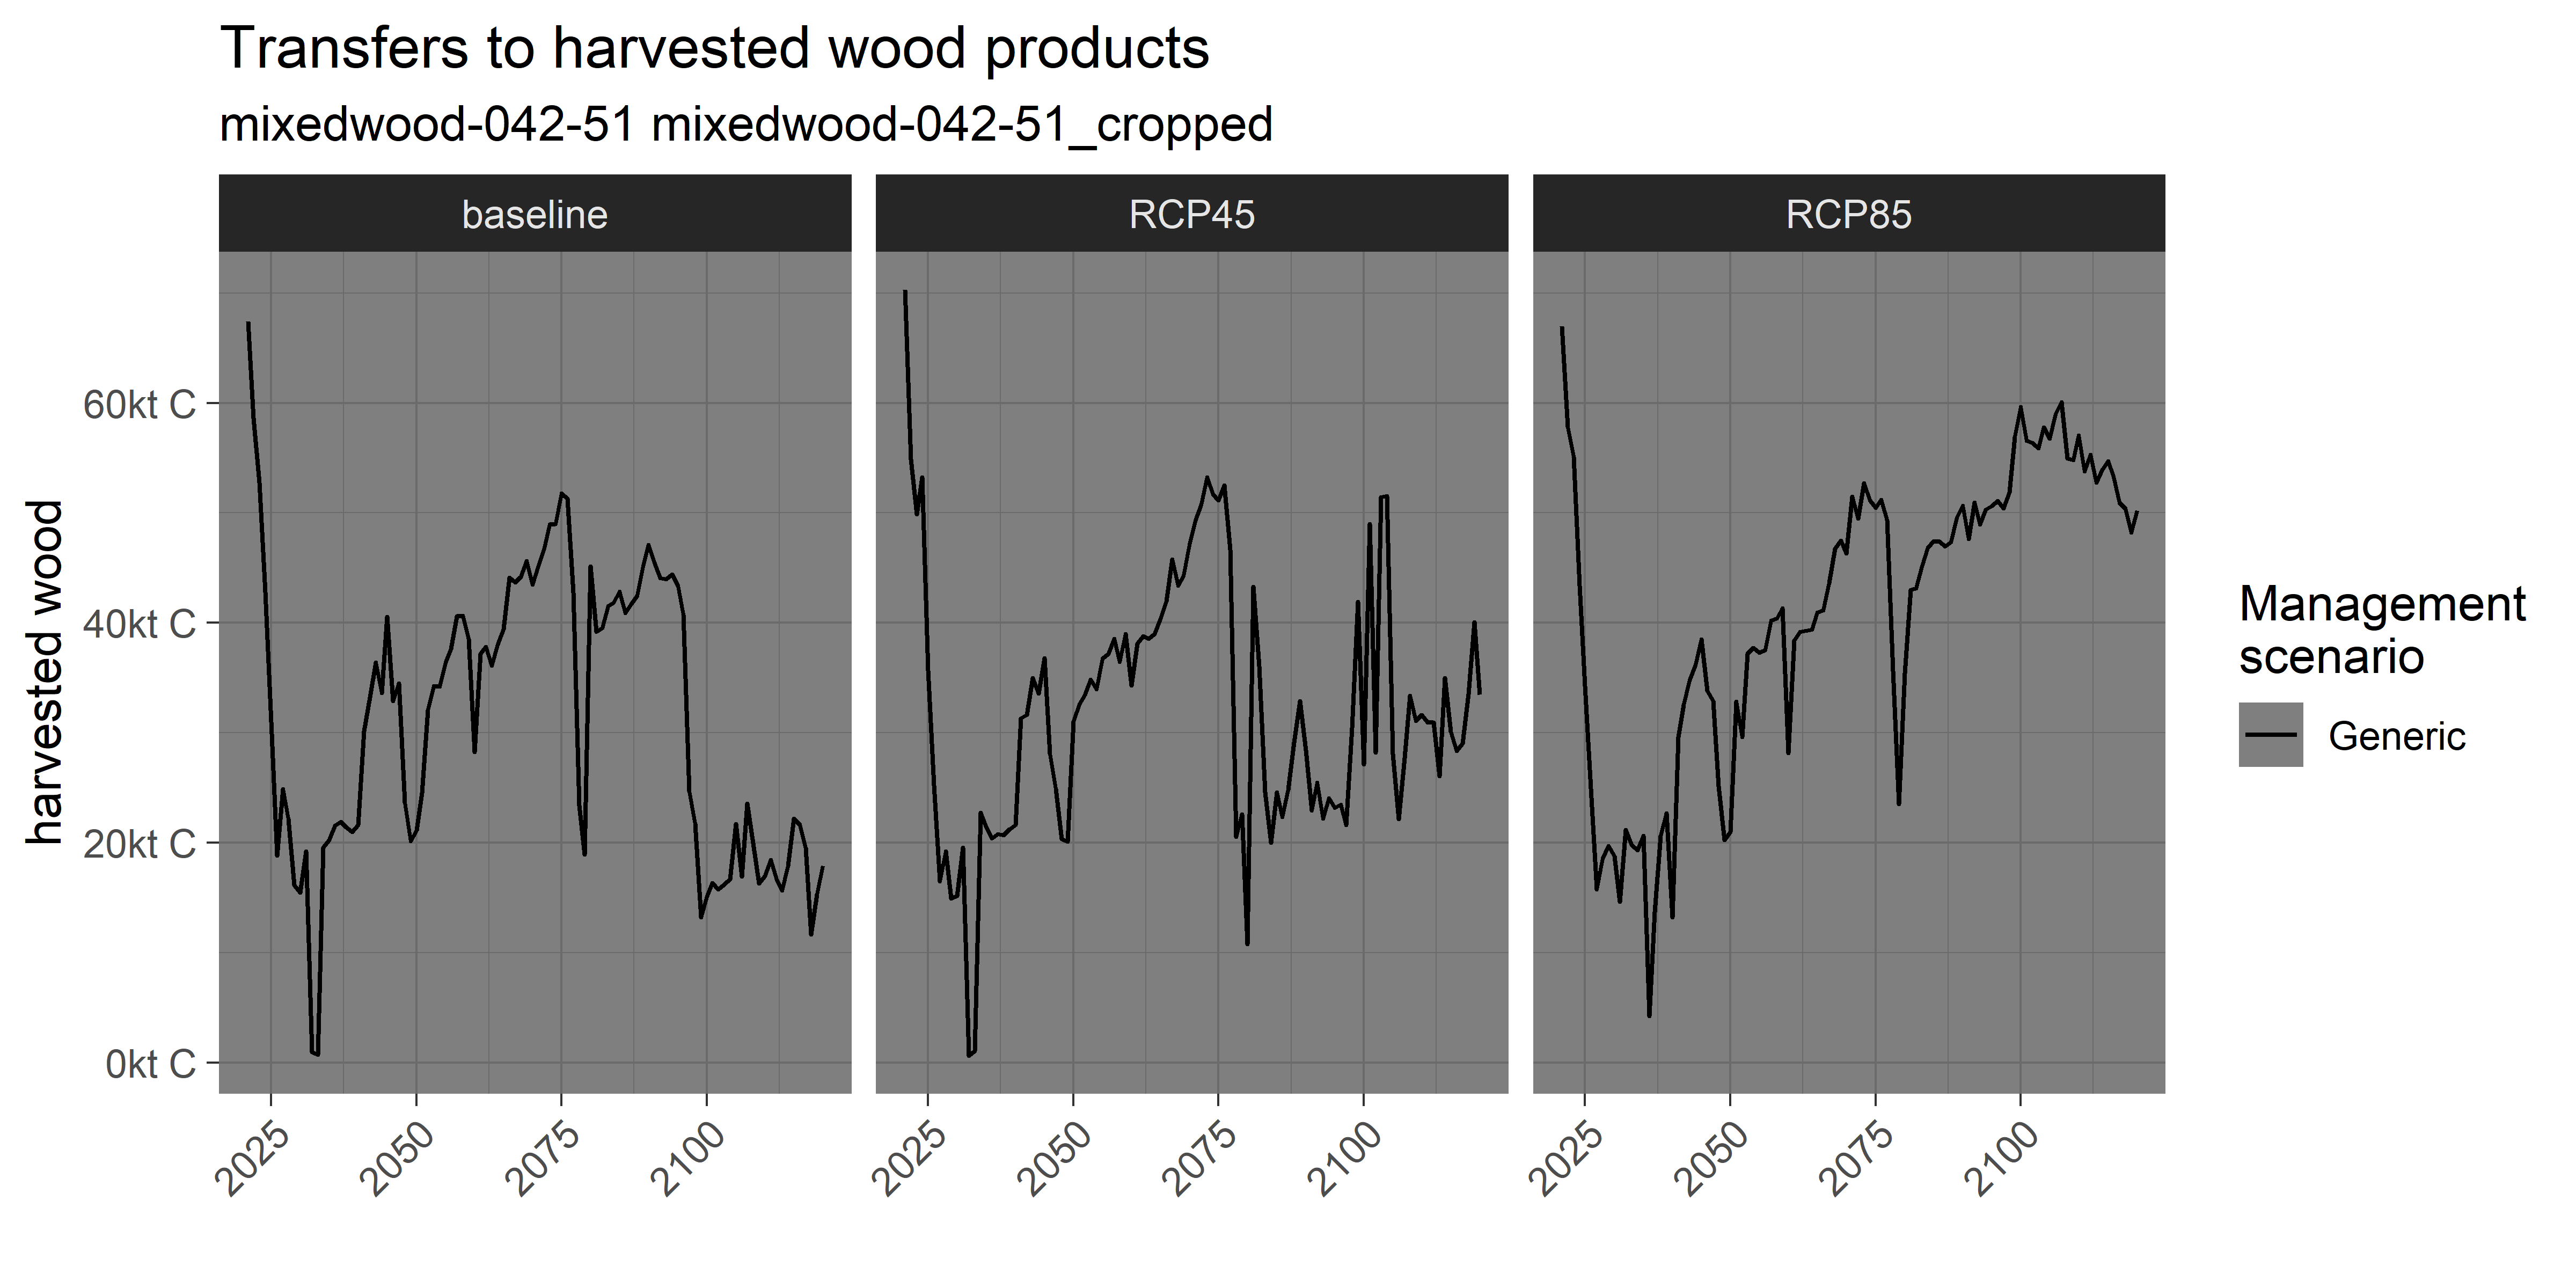 Transfers to harvested wood products
mixedwood-042-51 mixedwood-042-51_cropped
baseline
RCP45
RCP85
harvested wood
60kt C
40kt C
20kt C
0kt C
2025
2050
2075
2100
2025
2050
2075
2100
2025
2050
2075
2100
Management
scenario
Generic